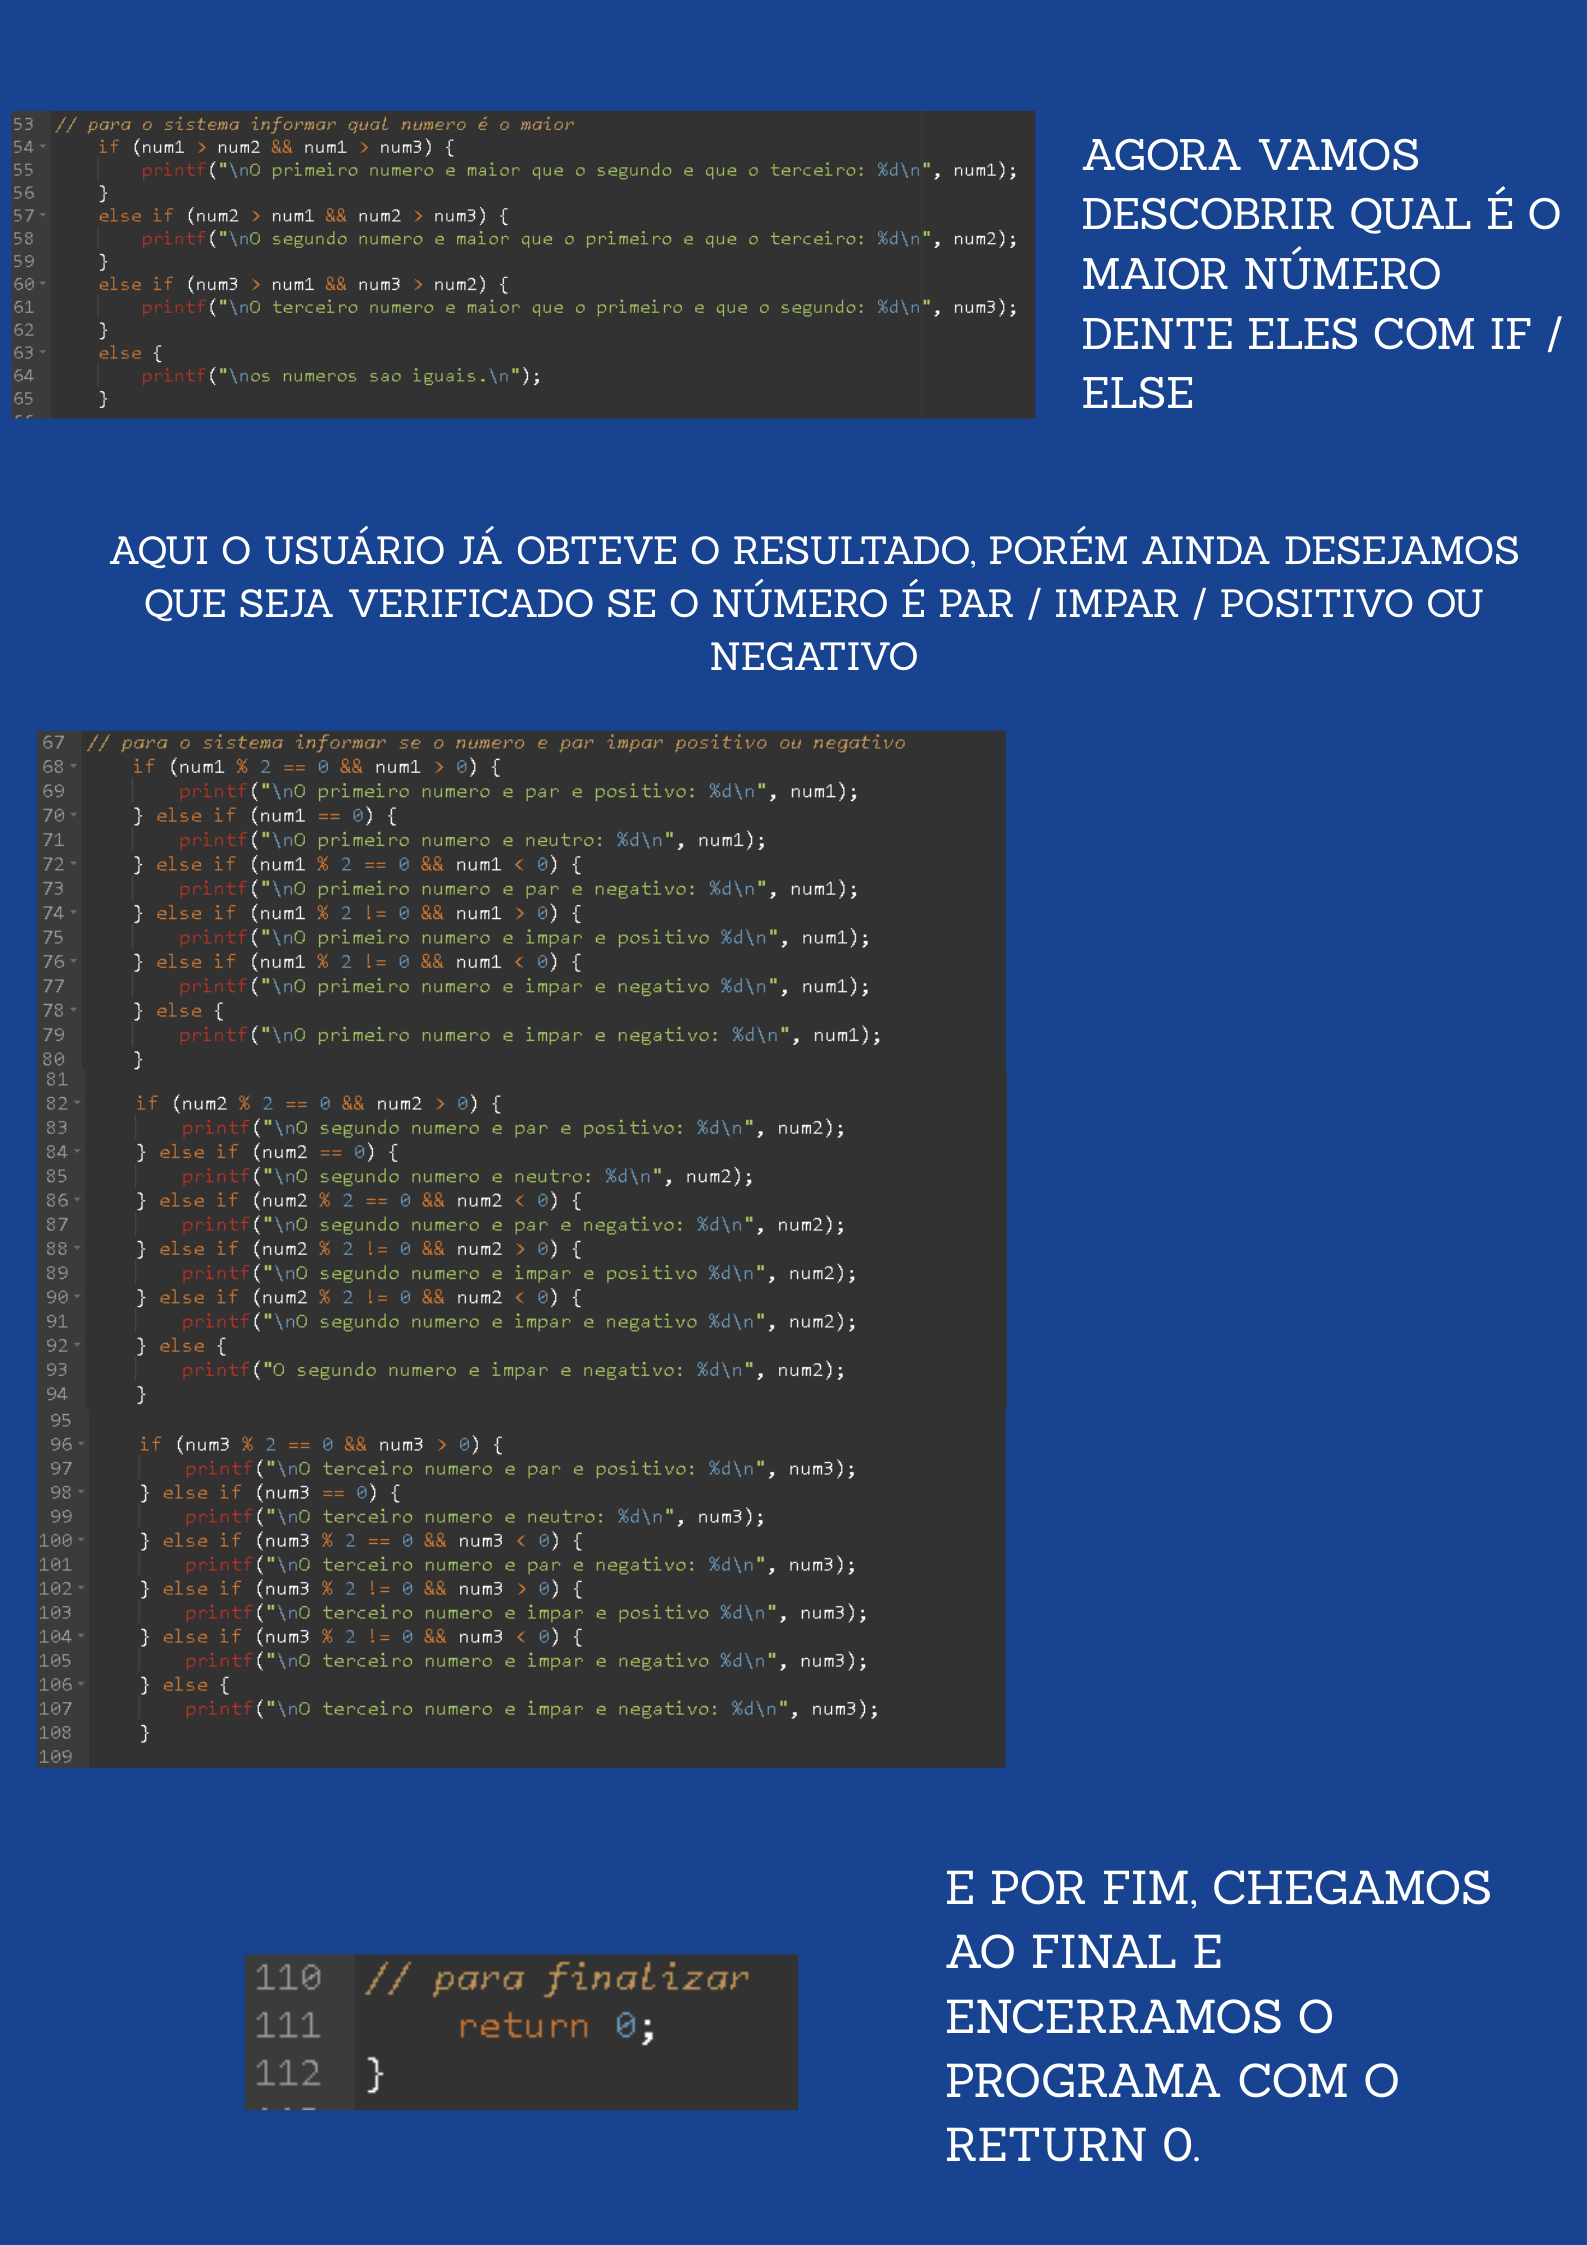 53 // para o sistema informar qual numero é o maior
54 if (num1 > num2 && num1 > num3) {
55 printf("\nO primeiro numero e maior que o segundo e que o terceiro: %d\n", num1);
56 }
57 else if (num2 > num1 && num2 > num3) {
58 printf("\nO segundo numero e maior que o primeiro e que o terceiro: %d\n", num2);
59 }
60 else if (num3 > num1 && num3 > num2) {
61 printf("\nO terceiro numero e maior que o primeiro e que o segundo: %d\n", num3);
62 }
63 else {
64 printf("\nos numeros sao iguais.\n");
65 }
AGORA VAMOS
DESCOBRIR QUAL É O
MAIOR NÚMERO
DENTE ELES COM IF /
ELSE
AQUI O USUÁRIO JÁ OBTEVE O RESULTADO, PORÉM AINDA DESEJAMOS
QUE SEJA VERIFICADO SE O NÚMERO É PAR / IMPAR / POSITIVO OU
NEGATIVO
67 // para o sistema informar se o numero e par impar positivo ou negativo
68 if (num1 % 2 == 0 && num1 > 0) {
69 printf("\nO primeiro numero e par e positivo: %d\n", num1);
70 } else if (num1 == 0) {
71 printf("\nO primeiro numero e neutro: %d\n", num1);
72 } else if (num1 % 2 == 0 && num1 < 0) {
73 printf("\nO primeiro numero e par e negativo: %d\n", num1);
74 } else if (num1 % 2 != 0 && num1 > 0) {
75 printf("\nO primeiro numero e impar e positivo %d\n", num1);
76 } else if (num1 % 2 != 0 && num1 < 0) {
77 printf("\nO primeiro numero e impar e negativo %d\n", num1);
78 } else {
79 printf("\nO primeiro numero e impar e negativo: %d\n", num1);
80 }
81
82 if (num2 % 2 == 0 && num2 > 0) {
83 printf("\nO segundo numero e par e positivo: %d\n", num2);
84 } else if (num2 == 0) {
85 printf("\nO segundo numero e neutro: %d\n", num2);
86 } else if (num2 % 2 == 0 && num2 < 0) {
87 printf("\nO segundo numero e par e negativo: %d\n", num2);
88 } else if (num2 % 2 != 0 && num2 > 0) {
89 printf("\nO segundo numero e impar e positivo %d\n", num2);
90 } else if (num2 % 2 != 0 && num2 < 0) {
91 printf("\nO segundo numero e impar e negativo %d\n", num2);
92 } else {
93 printf("O segundo numero e impar e negativo: %d\n", num2);
94 }
95
96 if (num3 % 2 == 0 && num3 > 0) {
97 printf("\nO terceiro numero e par e positivo: %d\n", num3);
98 } else if (num3 == 0) {
99 printf("\nO terceiro numero e neutro: %d\n", num3);
100 } else if (num3 % 2 == 0 && num3 < 0) {
101 printf("\nO terceiro numero e par e negativo: %d\n", num3);
102 } else if (num3 % 2 != 0 && num3 > 0) {
103 printf("\nO terceiro numero e impar e positivo %d\n", num3);
104 } else if (num3 % 2 != 0 && num3 < 0) {
105 printf("\nO terceiro numero e impar e negativo %d\n", num3);
106 } else {
107 printf("\nO terceiro numero e impar e negativo: %d\n", num3);
108 }
109
110 // para finalizar
111 return 0;
112 }
E POR FIM, CHEGAMOS
AO FINAL E
ENCERRAMOS O
PROGRAMA COM O
RETURN 0.